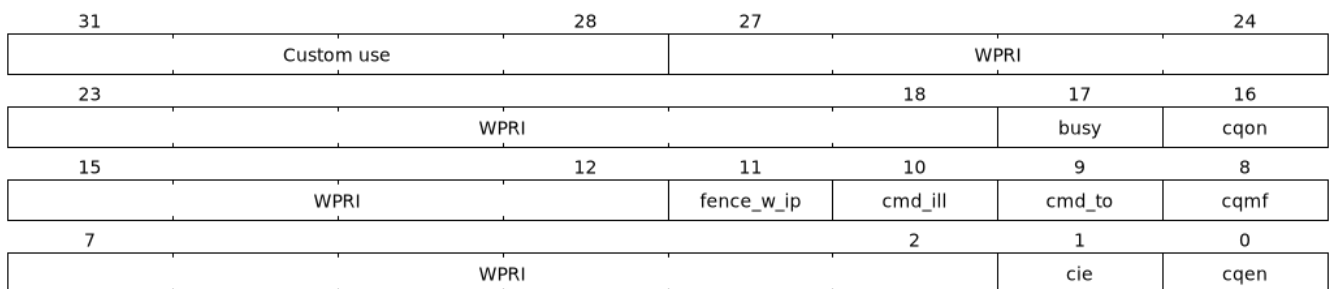 31 28 27 24
Custom use WPRI
23 18 17 16
WPRI busy cqon
15 12 11 10 9 8
WPRI fence_w_ip cmd_ill cmd_to cqmf
7 2 1 0
WPRI cie cqen